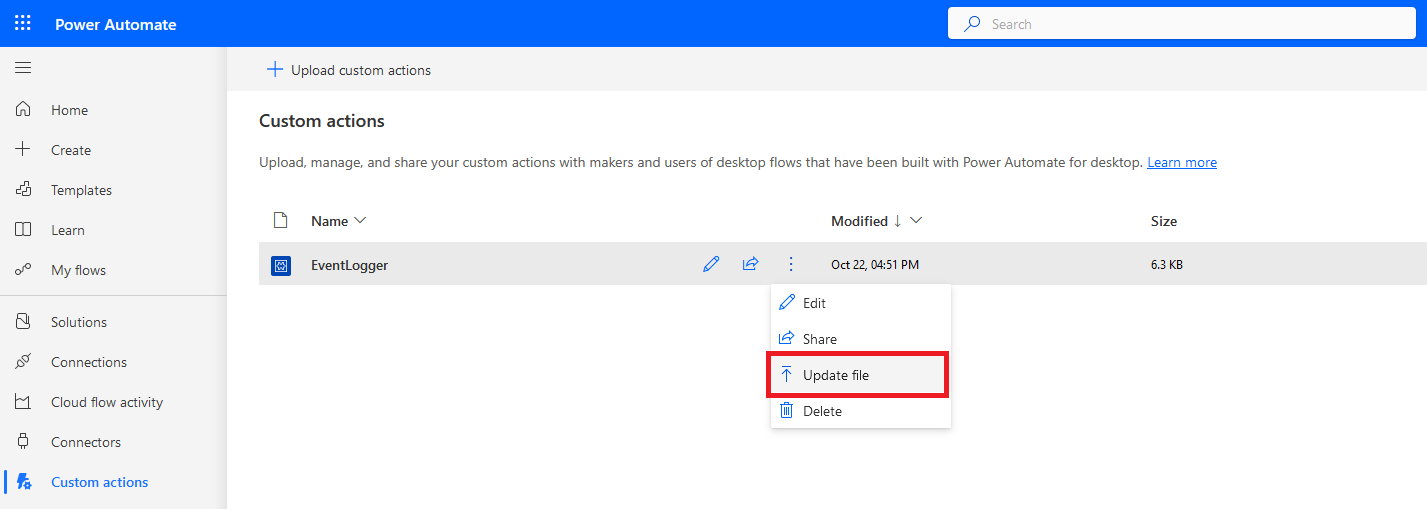 Power Automate
Search
Home
Create
Templates
Learn
My flows
Solutions
Connections
Cloud flow activity
Connectors
Custom actions
Upload custom actions
Custom actions
Upload, manage, and share your custom actions with makers and users of desktop flows that have been built with Power Automate for desktop. Learn more
Name Modified Size
EventLogger Oct 22, 04:51 PM 6.3 KB
Edit
Share
Update file
Delete